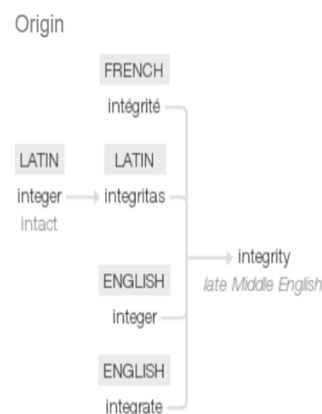 Origin
FRENCH
intégrité
LATIN
LATIN
integer
integritas
intact
integrity
late Middle English
ENGLISH
integer
ENGLISH
integrate